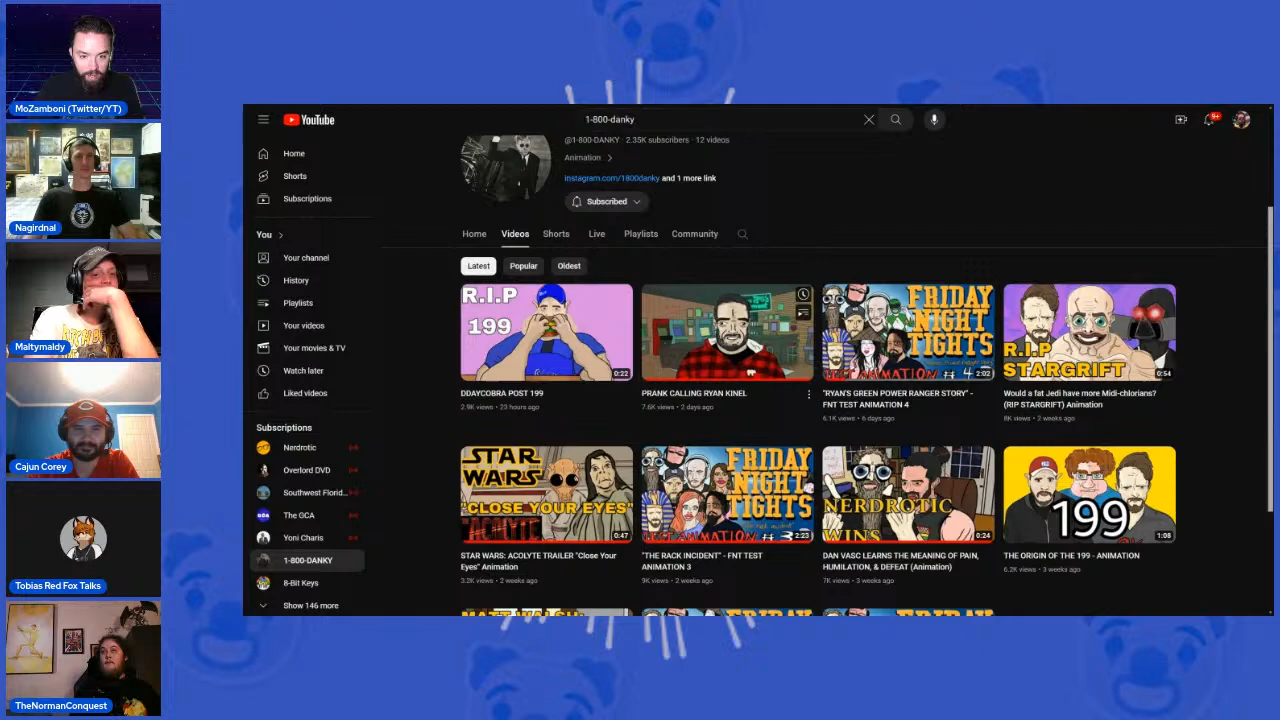 MoZamboni (Twitter/YT)
Nagirdnal
Maltymaldy
Cajun Corey
Tobias Red Fox Talks
TheNormanConquest
YouTube
1-800-danky
9+
Home
Shorts
Subscriptions
You
Your channel
History
Playlists
Your videos
Your movies & TV
Watch later
Liked videos
Subscriptions
Nerdrotic
Overlord DVD
Southwest Florid...
The GCA
Yoni Charis
1-800-DANKY
8-Bit Keys
Show 146 more
@1-800-DANKY · 2.35K subscribers · 12 videos
Animation
instagram.com/1800danky and 1 more link
Subscribed
Home Videos Shorts Live Playlists Community
Latest Popular Oldest
R.I.P
199
0:22
DDAYCOBRA POST 199
2.9K views • 23 hours ago
PRANK CALLING RYAN KINEL
7.6K views • 2 days ago
FRIDAY
NIGHT
TIGHTS
TEST ANIMATION # 4
2:02
"RYAN'S GREEN POWER RANGER STORY" -
FNT TEST ANIMATION 4
6.1K views • 6 days ago
R.I.P
STARGRIFT
0:54
Would a fat Jedi have more Midi-chlorians?
(RIP STARGRIFT) Animation
8K views • 2 weeks ago
STAR
WARS
"CLOSE YOUR EYES"
ACOLYTE
0:47
STAR WARS: ACOLYTE TRAILER "Close Your
Eyes" Animation
3.2K views • 2 weeks ago
FRIDAY
NIGHT
TIGHTS
TEST ANIMATION # 3
2:23
"THE RACK INCIDENT" - FNT TEST
ANIMATION 3
9K views • 2 weeks ago
NERDROTIC
WINS
0:24
DAN VASC LEARNS THE MEANING OF PAIN,
HUMILATION, & DEFEAT (Animation)
7K views • 3 weeks ago
199
1:08
THE ORIGIN OF THE 199 - ANIMATION
6.2K views • 3 weeks ago
MATT WALSH:
FRIDAY
FRIDAY